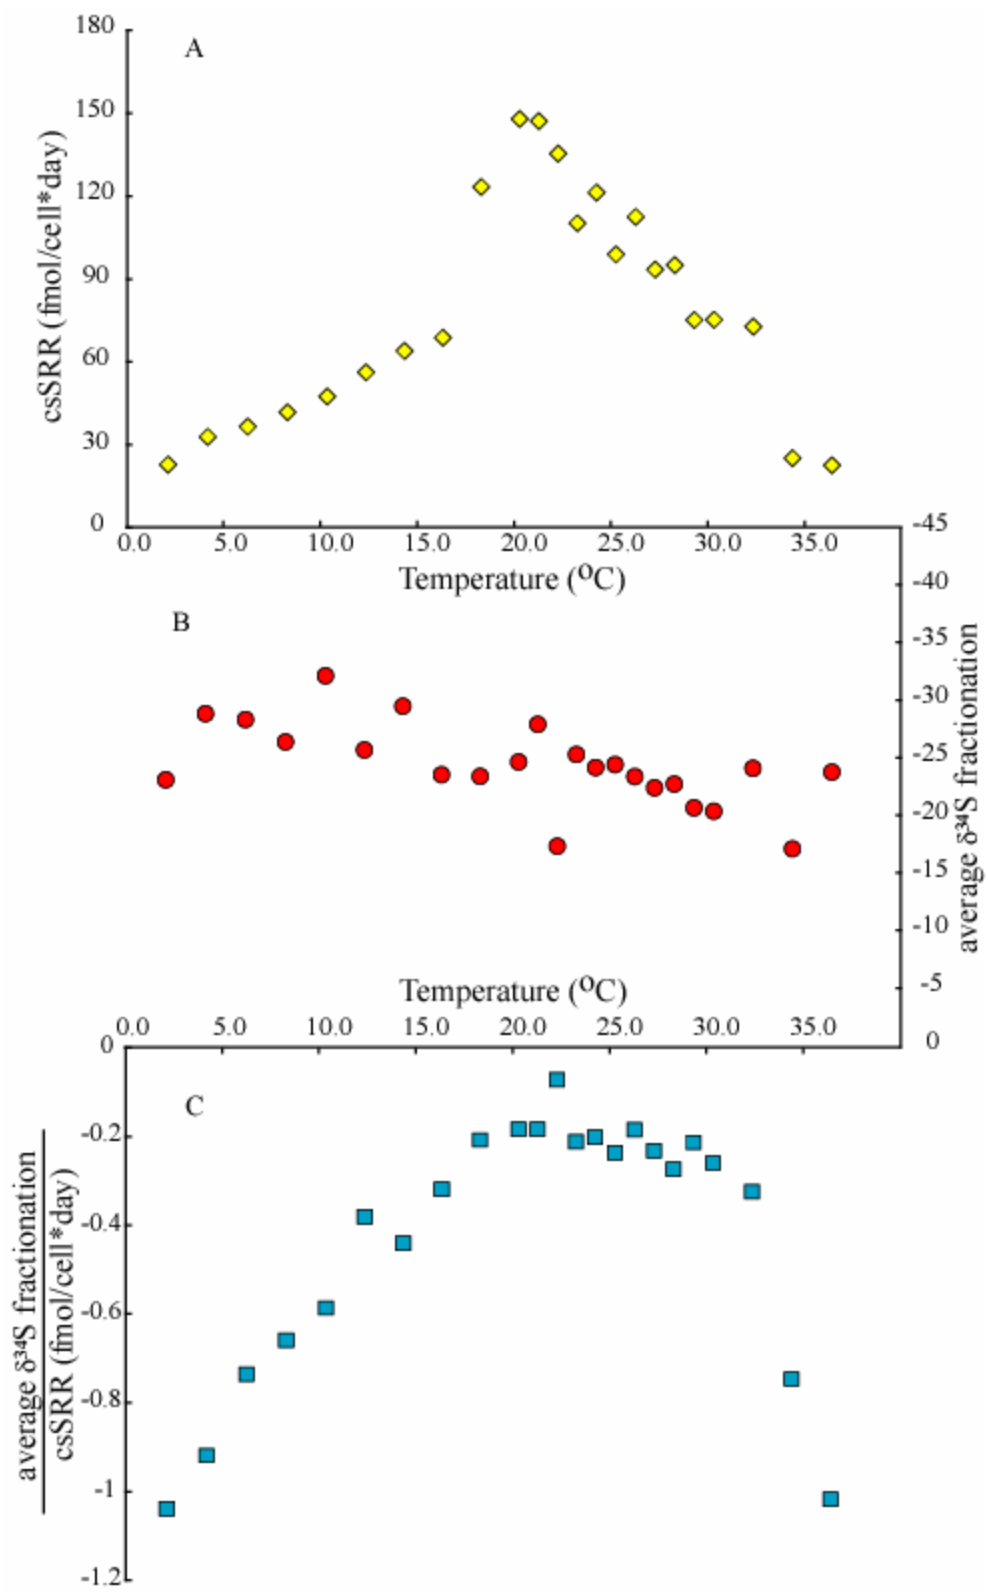 180
A
150
120
90
60
30
0
csSRR (fmol/cell*day)
0.0 5.0 10.0 15.0 20.0 25.0 30.0 35.0
Temperature (ºC)
B
-45
-40
-35
-30
-25
-20
-15
-10
-5
0
average δ³⁴S fractionation
Temperature (ºC)
0.0 5.0 10.0 15.0 20.0 25.0 30.0 35.0
0
C
-0.2
-0.4
-0.6
-0.8
-1
-1.2
average δ³⁴S fractionation
csSRR (fmol/cell*day)